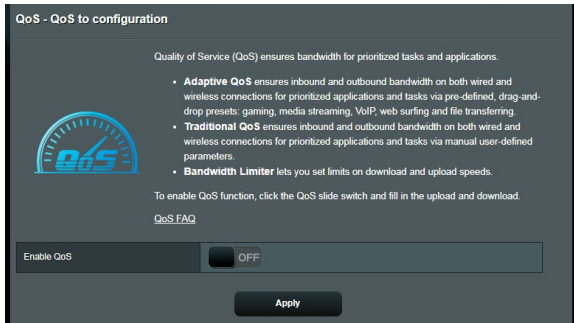 QoS - QoS to configuration
Quality of Service (QoS) ensures bandwidth for prioritized tasks and applications.
• Adaptive QoS ensures inbound and outbound bandwidth on both wired and
wireless connections for prioritized applications and tasks via pre-defined, drag-and-
drop presets: gaming, media streaming, VoIP, web surfing and file transferring.
• Traditional QoS ensures inbound and outbound bandwidth on both wired and
wireless connections for prioritized applications and tasks via manual user-defined
parameters.
• Bandwidth Limiter lets you set limits on download and upload speeds.
QoS
To enable QoS function, click the QoS slide switch and fill in the upload and download.
QoS FAQ
Enable QoS
OFF
Apply